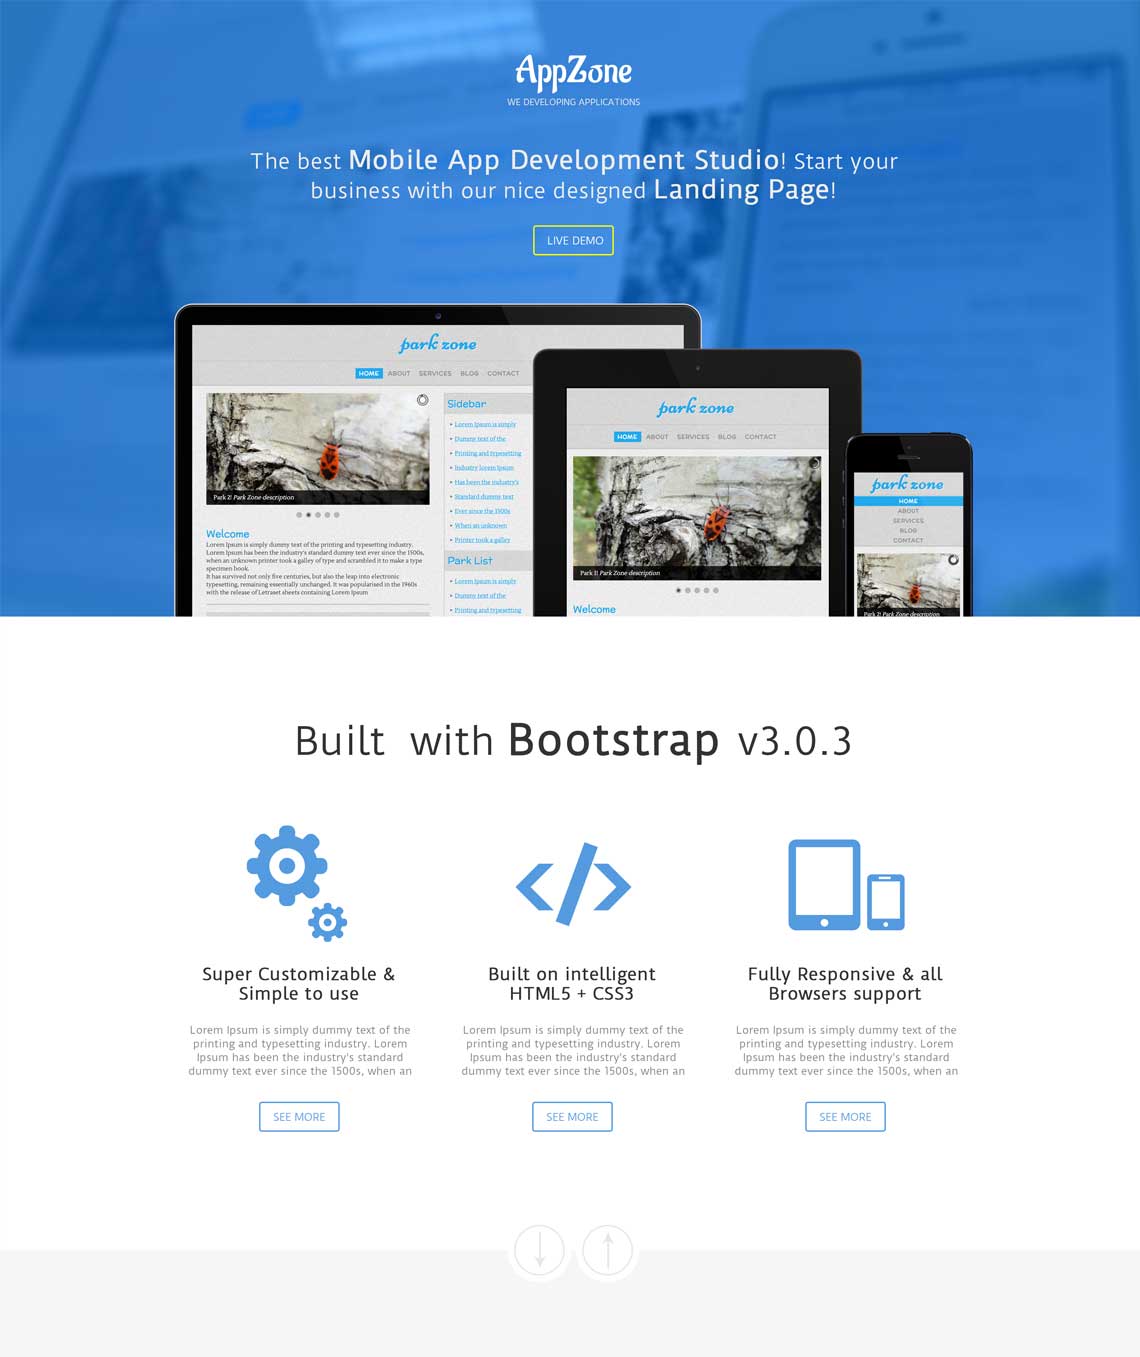 AppZone
WE DEVELOPING APPLICATIONS
The best Mobile App Development Studio! Start your
business with our nice designed Landing Page!
LIVE DEMO
park zone
HOME ABOUT SERVICES BLOG CONTACT
Park 2! Park Zone description
Welcome
Lorem Ipsum is simply dummy text of the printing and typesetting industry.
Lorem Ipsum has been the industry's standard dummy text ever since the 1500s,
when an unknown printer took a galley of type and scrambled it to make a type
specimen book.
It has survived not only five centuries, but also the leap into electronic
typesetting, remaining essentially unchanged. It was popularised in the 1960s
with the release of Letraset sheets containing Lorem Ipsum
Sidebar
Lorem Ipsum is simply
Dummy text of the
Printing and typesetting
Industry lorem Ipsum
Has been the industry's
Standard dummy text
Ever since the 1500s
When an unknown
Printer took a galley
Park List
Lorem Ipsum is simply
Dummy text of the
Printing and typesetting
park zone
HOME ABOUT SERVICES BLOG CONTACT
Park 1! Park Zone description
Welcome
park zone
HOME
ABOUT
SERVICES
BLOG
CONTACT
Park 2! Park Zone description
Built with Bootstrap v3.0.3
Super Customizable &
Simple to use
Lorem Ipsum is simply dummy text of the
printing and typesetting industry. Lorem
Ipsum has been the industry's standard
dummy text ever since the 1500s, when an
SEE MORE
Built on intelligent
HTML5 + CSS3
Lorem Ipsum is simply dummy text of the
printing and typesetting industry. Lorem
Ipsum has been the industry's standard
dummy text ever since the 1500s, when an
SEE MORE
Fully Responsive & all
Browsers support
Lorem Ipsum is simply dummy text of the
printing and typesetting industry. Lorem
Ipsum has been the industry's standard
dummy text ever since the 1500s, when an
SEE MORE